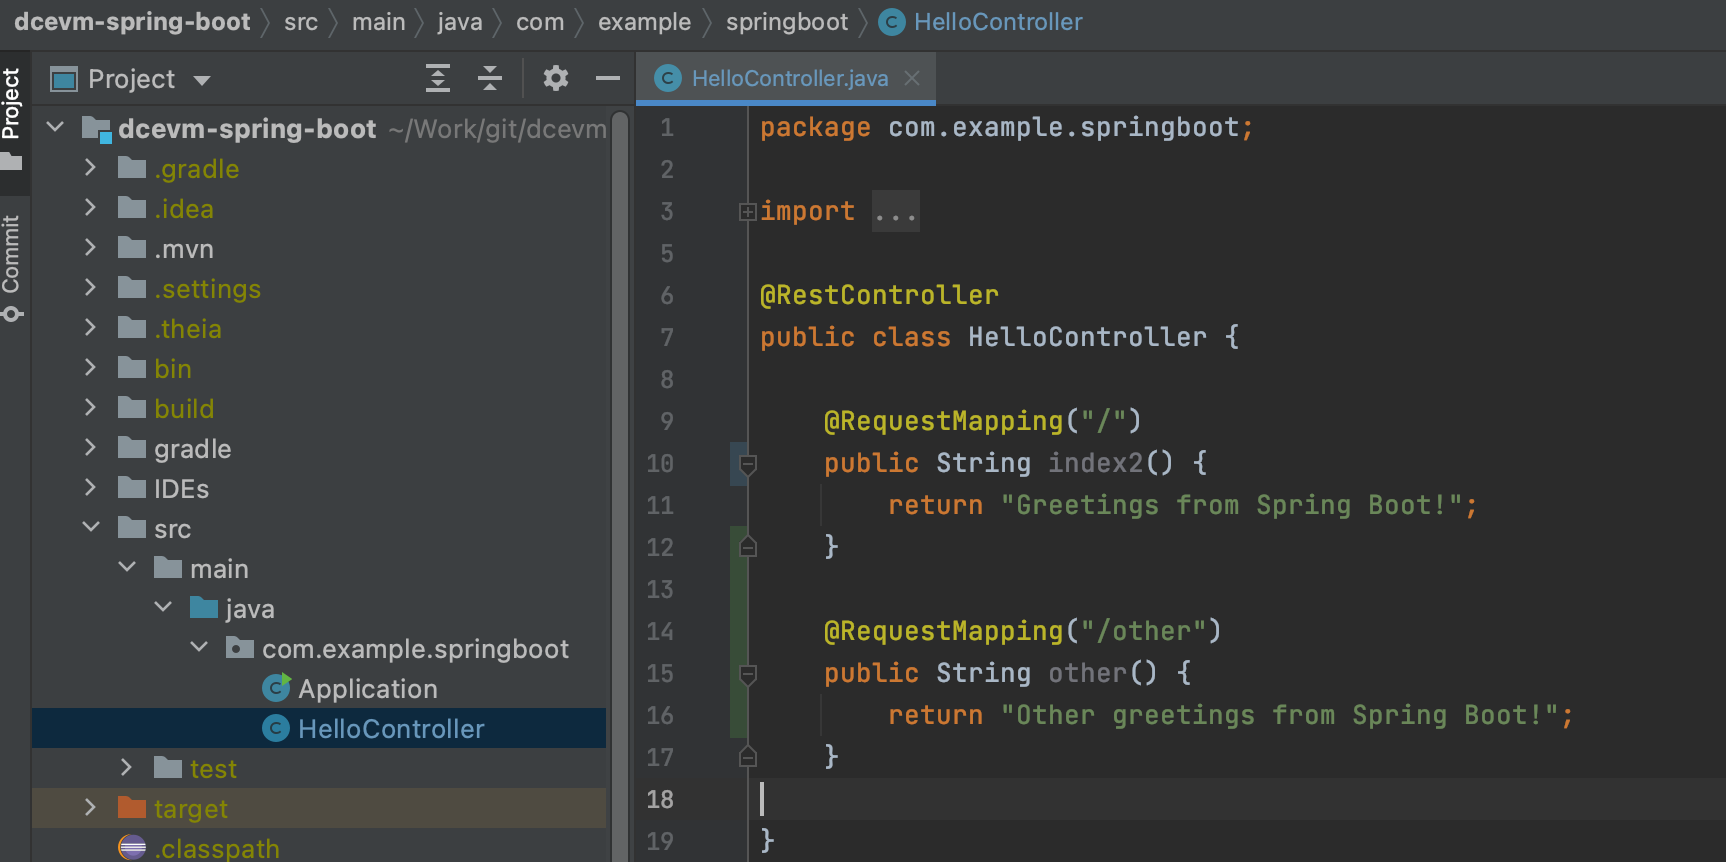 dcevm-spring-boot src main java com example springboot HelloController
Project
Commit
Project
dcevm-spring-boot ~/Work/git/dcevm
.gradle
.idea
.mvn
.settings
.theia
bin
build
gradle
IDEs
src
main
java
com.example.springboot
Application
HelloController
test
target
.classpath
HelloController.java
1 package com.example.springboot;
2
3 import ...
5
6 @RestController
7 public class HelloController {
8
9 @RequestMapping("/")
10 public String index2() {
11 return "Greetings from Spring Boot!";
12 }
13
14 @RequestMapping("/other")
15 public String other() {
16 return "Other greetings from Spring Boot!";
17 }
18
19 }